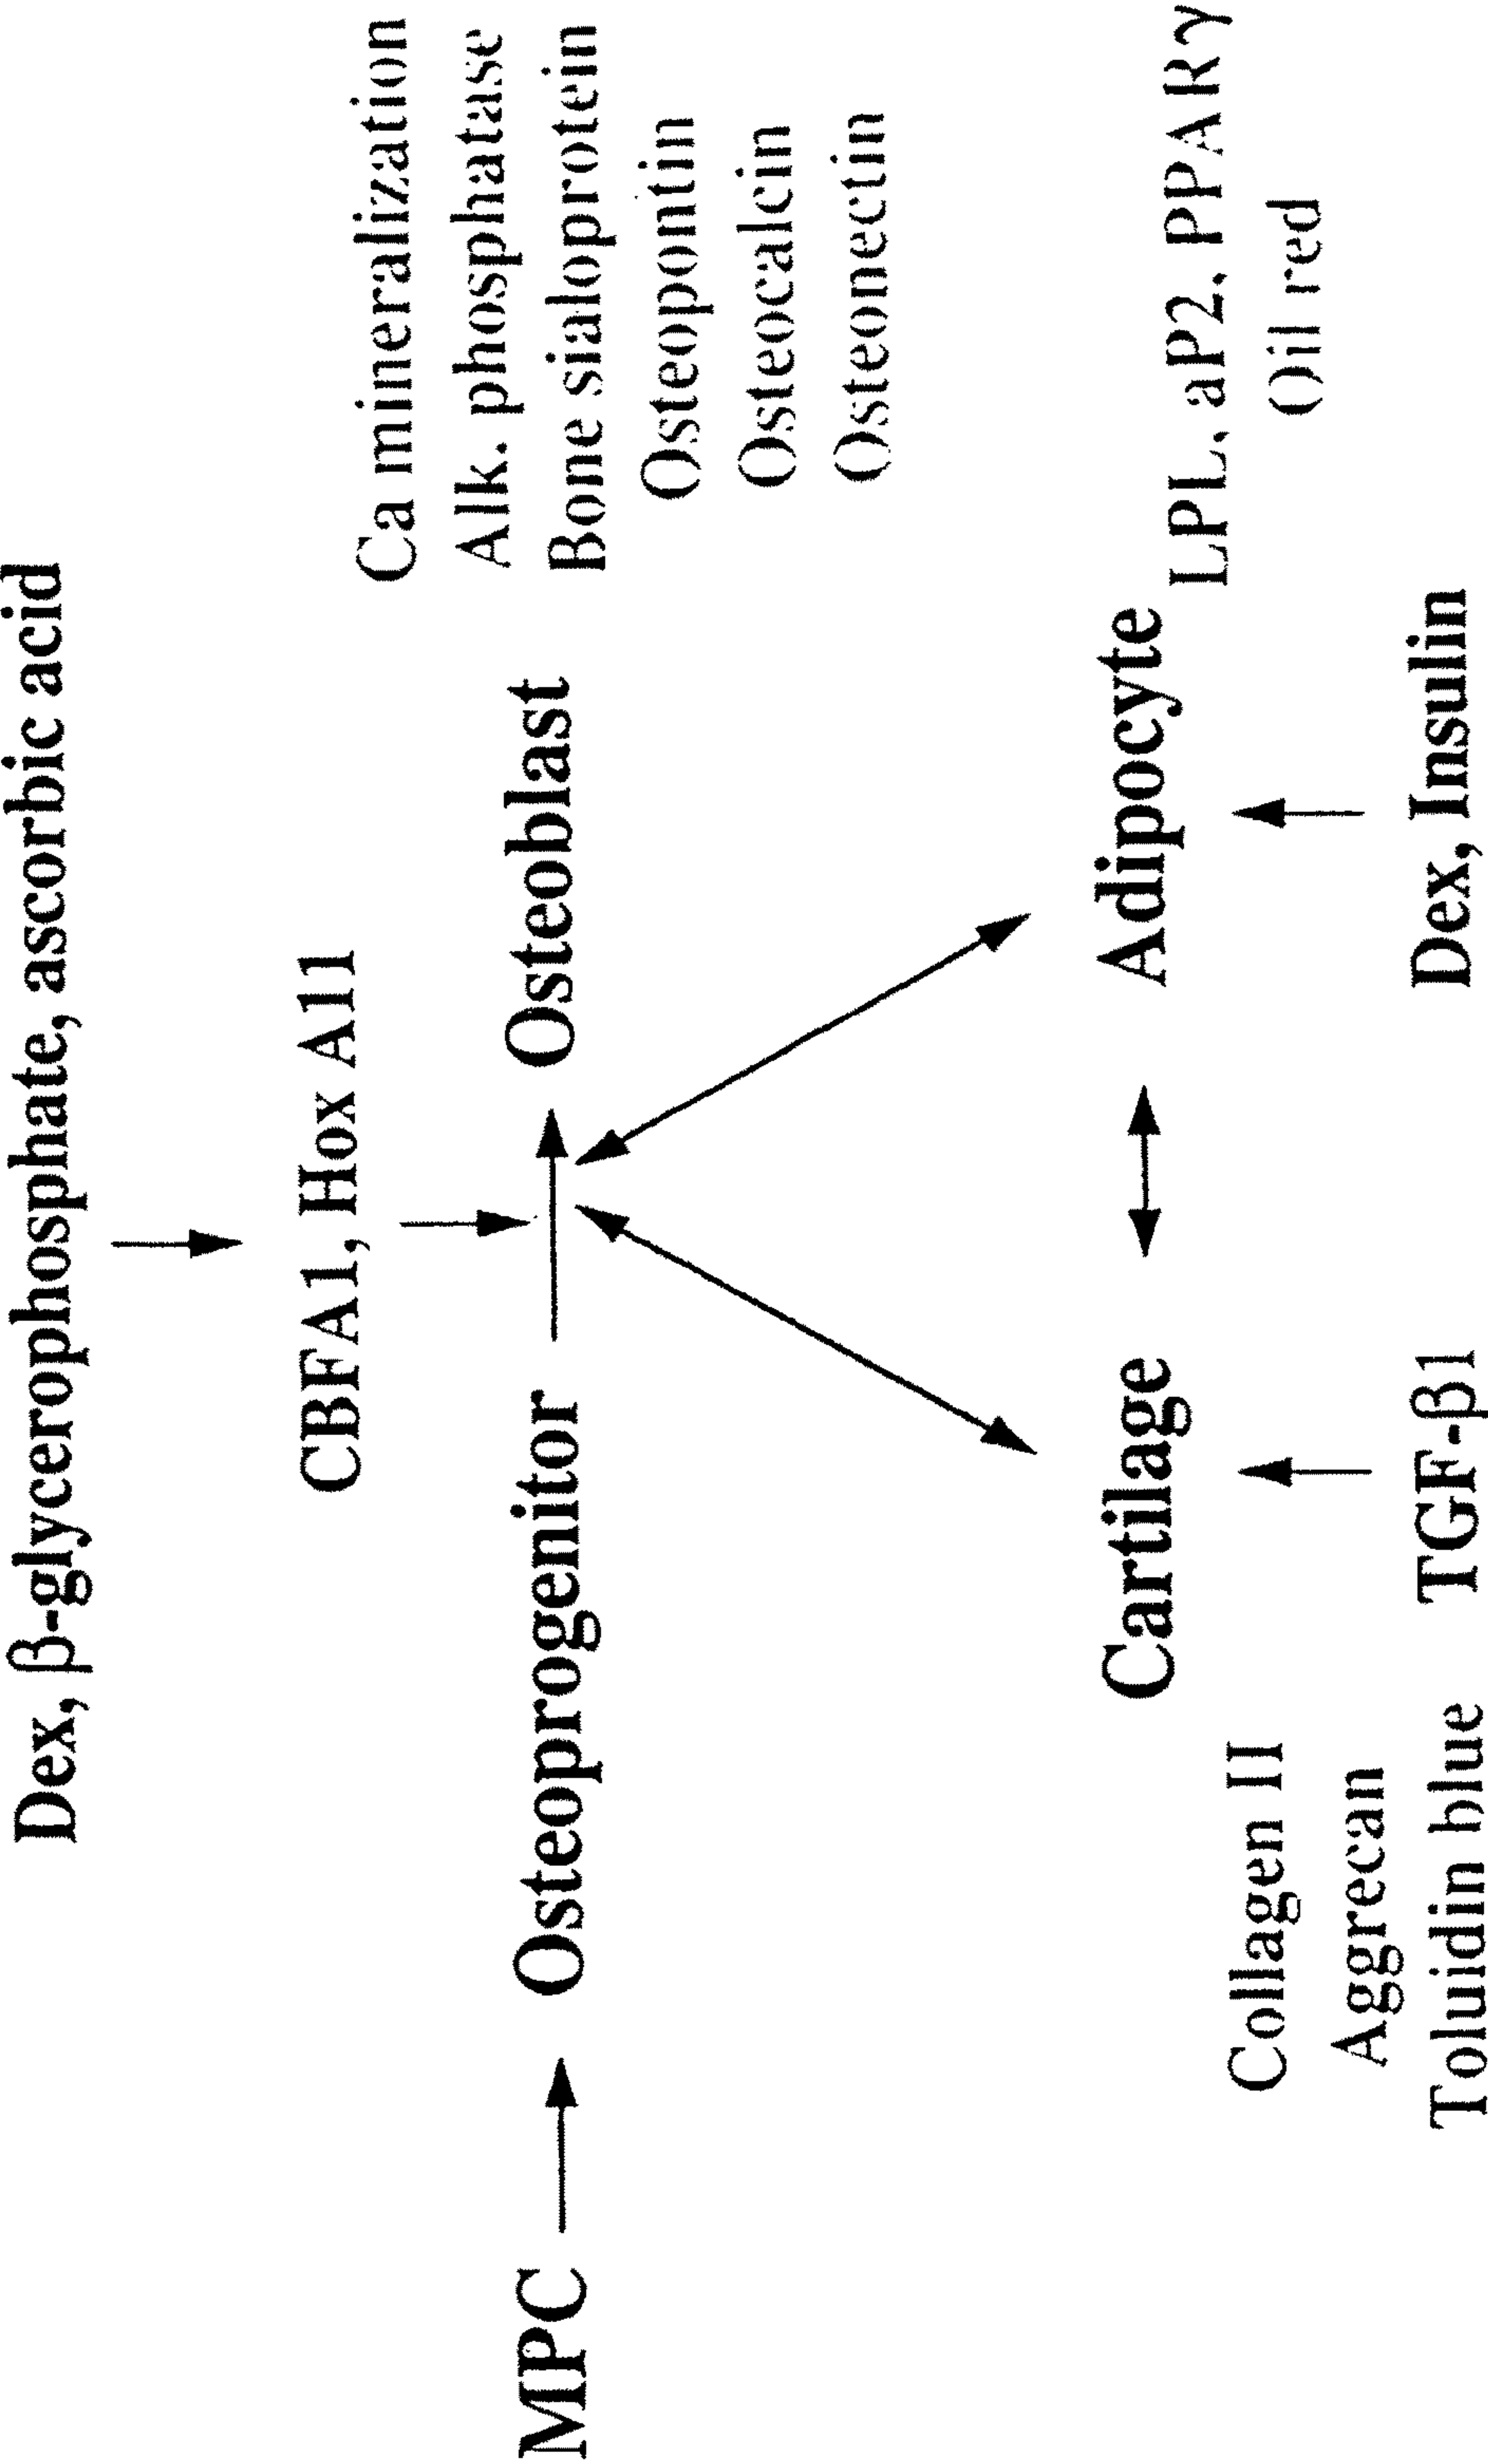 Dex, β-glycerophosphate, ascorbic acid
CBFA1, Hox A11
MPC
Osteoprogenitor
Osteoblast
Ca mineralization
Alk. phosphatase
Bone sialoprotein
Osteopontin
Osteocalcin
Osteonectin
Cartilage
Adipocyte
LPL, aP2, PPARγ
Oil red
Collagen II
Aggrecan
Toluidin blue
TGF-β1
Dex, Insulin